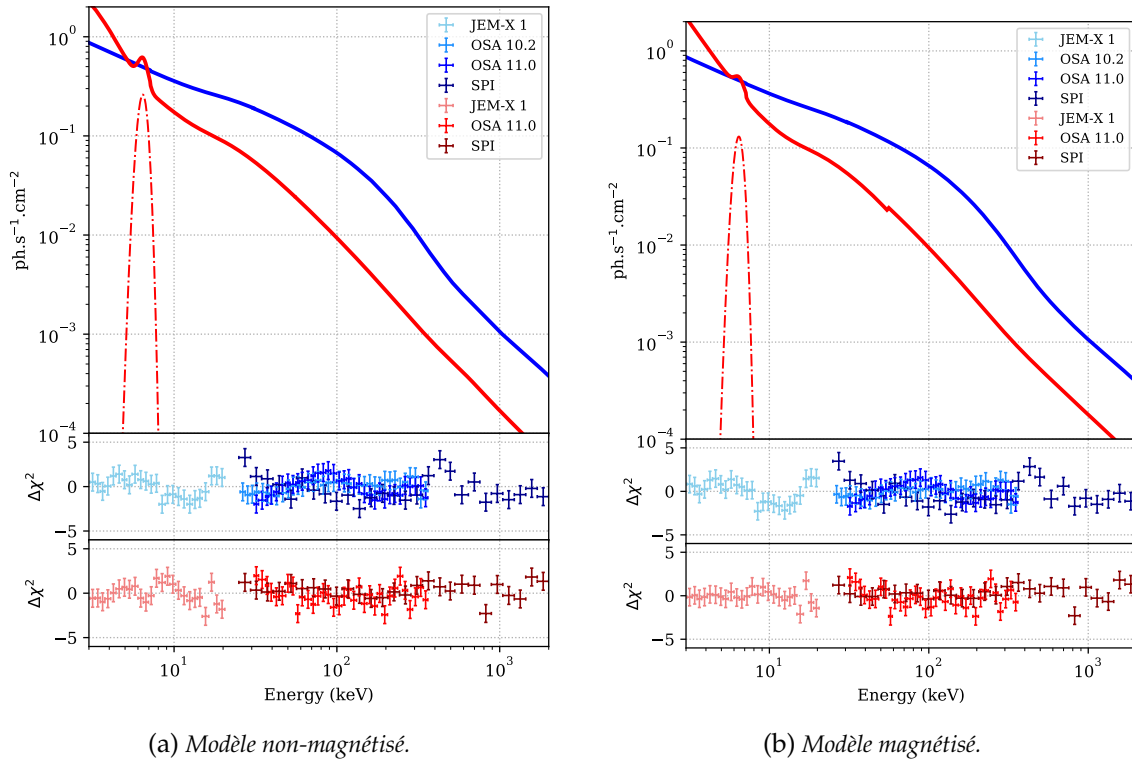 JEM-X 1
OSA 10.2
OSA 11.0
SPI
JEM-X 1
OSA 11.0
SPI
10⁰
10⁻¹
10⁻²
10⁻³
10⁻⁴
ph.s⁻¹.cm⁻²
5
0
−5
Δχ²
5
0
−5
Δχ²
10¹
10²
10³
Energy (keV)
(a) Modèle non-magnétisé.
JEM-X 1
OSA 10.2
OSA 11.0
SPI
JEM-X 1
OSA 11.0
SPI
10⁰
10⁻¹
10⁻²
10⁻³
10⁻⁴
ph.s⁻¹.cm⁻²
5
0
−5
Δχ²
5
0
−5
Δχ²
10¹
10²
10³
Energy (keV)
(b) Modèle magnétisé.